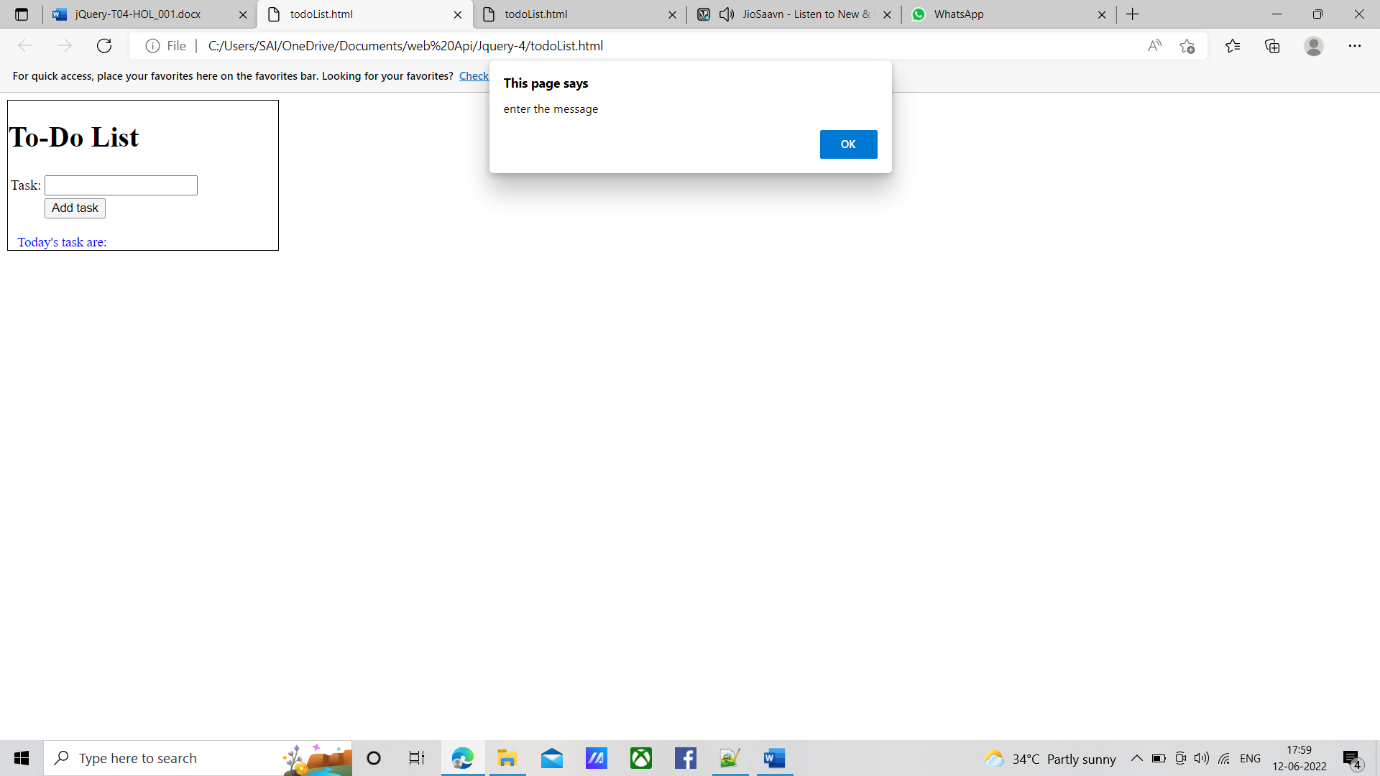 jQuery-T04-HOL_001.docx
todoList.html
todoList.html
JioSaavn - Listen to New &
WhatsApp
File
C:/Users/SAI/OneDrive/Documents/web%20Api/Jquery-4/todoList.html
For quick access, place your favorites here on the favorites bar. Looking for your favorites? Check
This page says
enter the message
OK
To-Do List
Task:
Add task
Today's task are:
Type here to search
34°C Partly sunny
ENG
17:59
12-06-2022
4